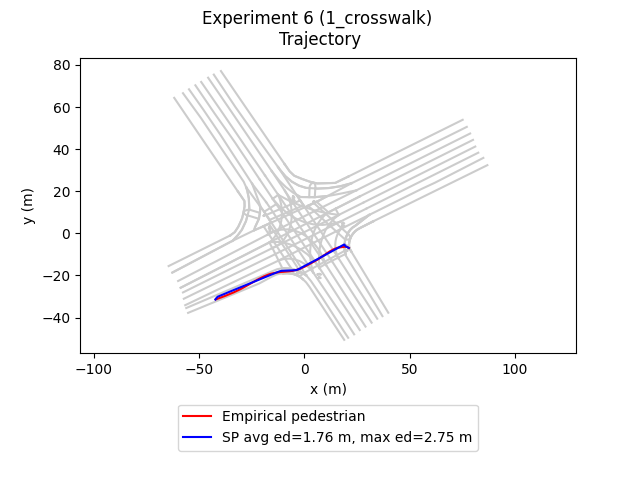 Experiment 6 (1_crosswalk)
Trajectory
80
60
40
20
0
−20
−40
y (m)
−100
−50
0
50
100
x (m)
Empirical pedestrian
SP avg ed=1.76 m, max ed=2.75 m